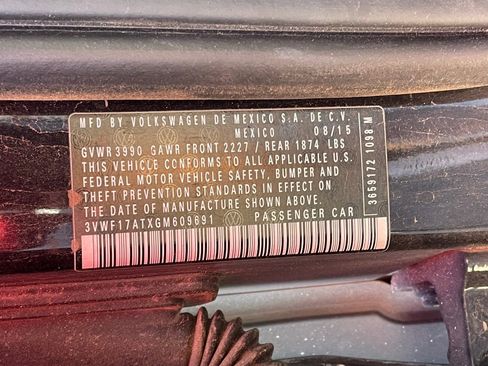 MFD BY VOLKSWAGEN DE MEXICO S.A. DE C.V.
MEXICO 08/15
GVWR 3990 GAWR FRONT 2227 / REAR 1874 LBS
THIS VEHICLE CONFORMS TO ALL APPLICABLE U.S.
FEDERAL MOTOR VEHICLE SAFETY, BUMPER AND
THEFT PREVENTION STANDARDS IN EFFECT ON
THE DATE OF MANUFACTURE SHOWN ABOVE.
3VWF17ATXGM609691 PASSENGER CAR
3659172 1098 M